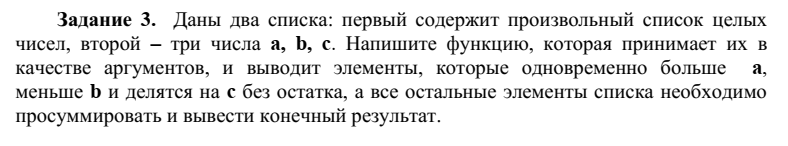 Задание 3. Даны два списка: первый содержит произвольный список целых
чисел, второй – три числа a, b, c. Напишите функцию, которая принимает их в
качестве аргументов, и выводит элементы, которые одновременно больше a,
меньше b и делятся на c без остатка, а все остальные элементы списка необходимо
просуммировать и вывести конечный результат.